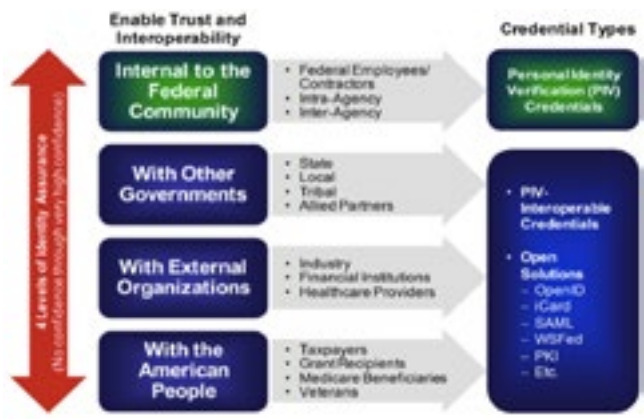 Enable Trust and
Interoperability
Credential Types
4 Levels of Identity Assurance
(No confidence through very high confidence)
Internal to the
Federal
Community
• Federal Employees/
Contractors
• Intra-Agency
• Inter-Agency
Personal Identity
Verification (PIV)
Credentials
With Other
Governments
• State
• Local
• Tribal
• Allied Partners
With External
Organizations
• Industry
• Financial Institutions
• Healthcare Providers
With the
American
People
• Taxpayers
• Grant Recipients
• Medicare Beneficiaries
• Veterans
• PIV-
Interoperable
Credentials
• Open
Solutions
– OpenID
– iCard
– SAML
– WSFed
– PKI
– Etc.